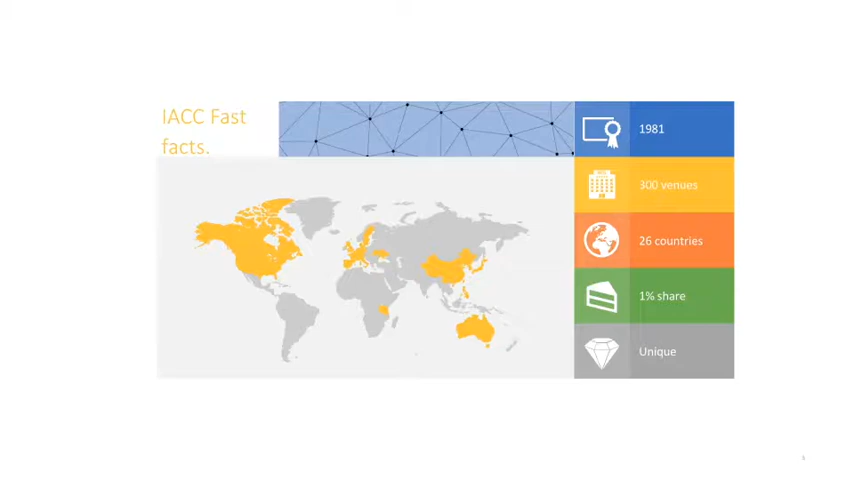 IACC Fast
facts.
1981
300 venues
26 countries
1% share
Unique